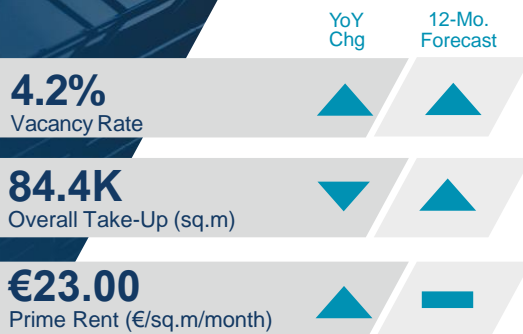 YoY
Chg
12-Mo.
Forecast
4.2%
Vacancy Rate
84.4K
Overall Take-Up (sq.m)
€23.00
Prime Rent (€/sq.m/month)